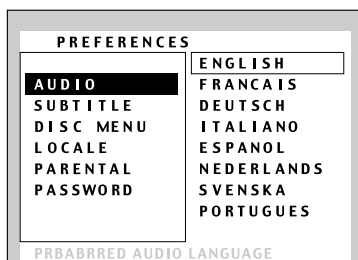 PREFERENCES
AUDIO
SUBTITLE
DISC MENU
LOCALE
PARENTAL
PASSWORD
ENGLISH
FRANCAIS
DEUTSCH
ITALIANO
ESPANOL
NEDERLANDS
SVENSKA
PORTUGUES
PRBABRRED AUDIO LANGUAGE